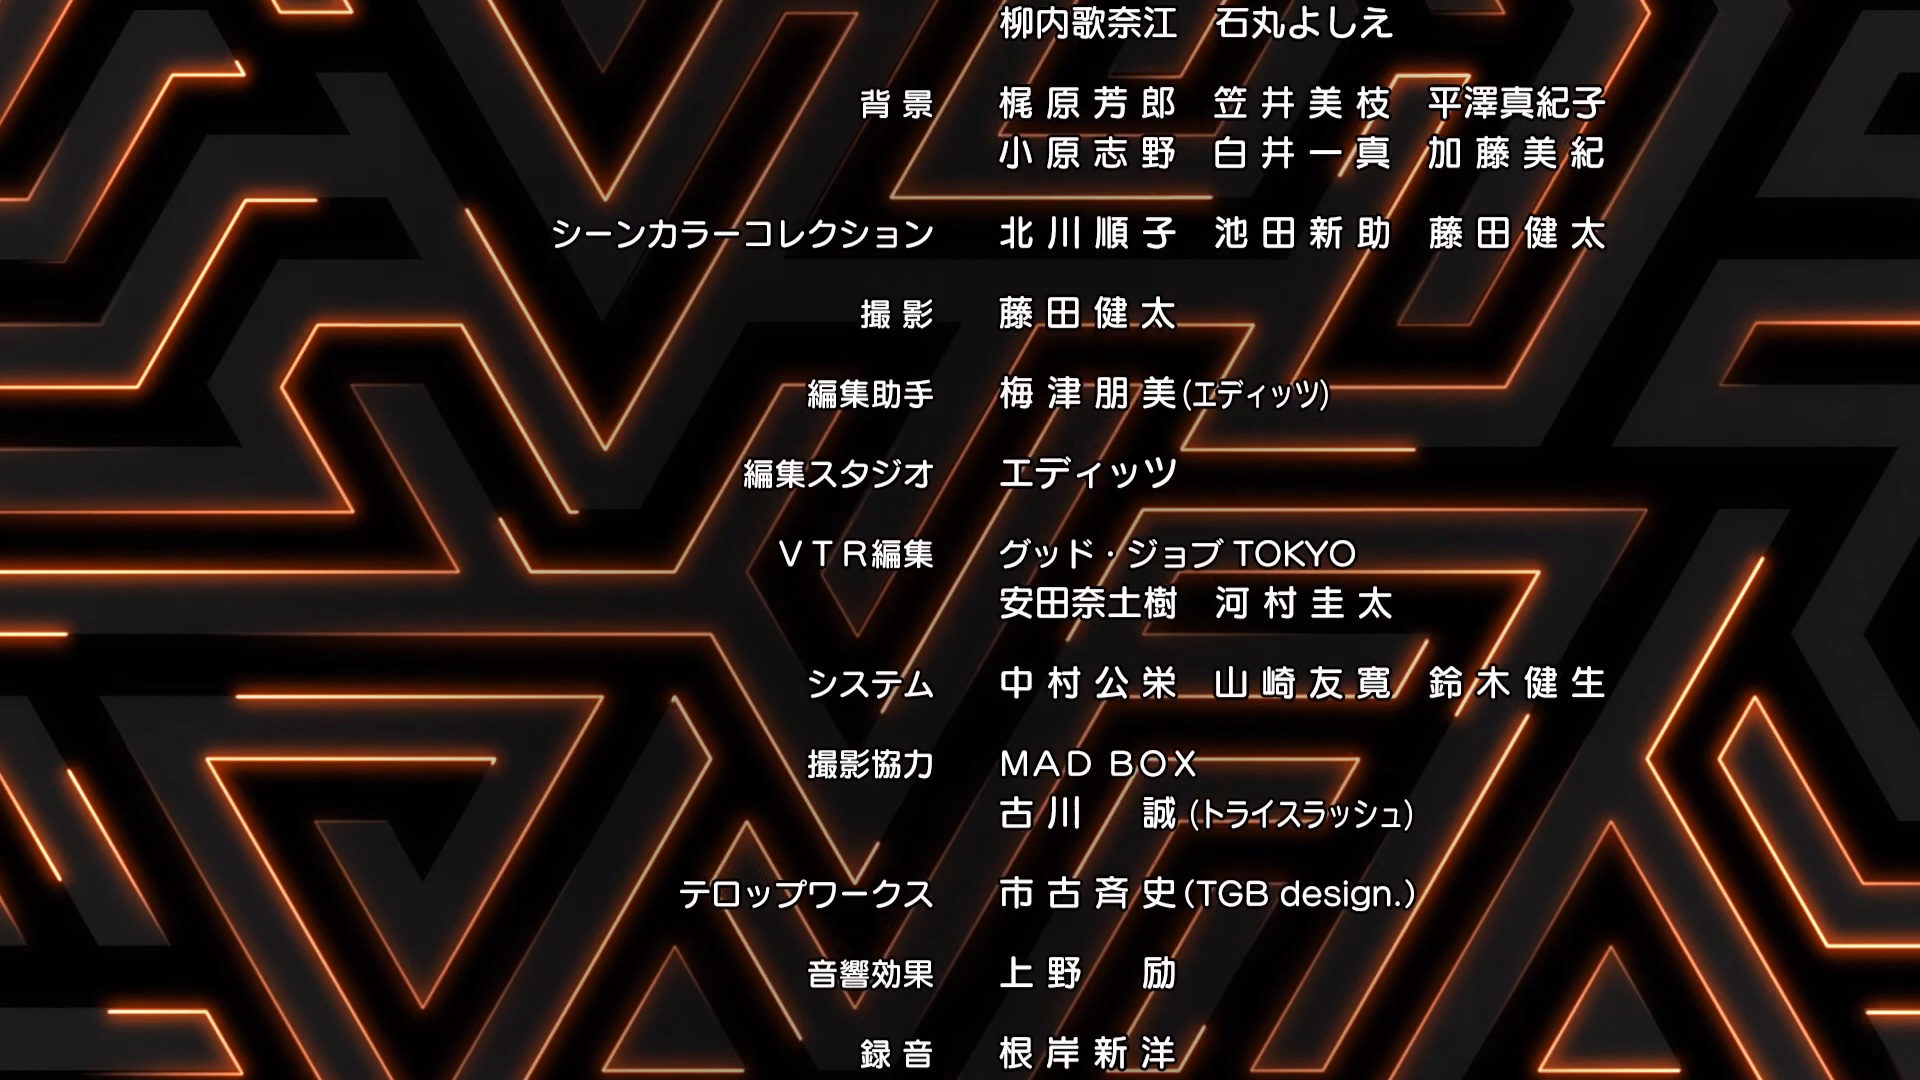 柳内歌奈江　石丸よしえ
背景　梶原芳郎　笠井美枝　平澤真紀子
小原志野　白井一真　加藤美紀
シーンカラーコレクション　北川順子　池田新助　藤田健太
撮影　藤田健太
編集助手　梅津朋美(エディッツ)
編集スタジオ　エディッツ
ＶＴＲ編集　グッド・ジョブ TOKYO
安田奈土樹　河村圭太
システム　中村公栄　山崎友寛　鈴木健生
撮影協力　MAD BOX
古川　誠(トライスラッシュ)
テロップワークス　市古斉史(TGB design.)
音響効果　上野　励
録音　根岸新洋